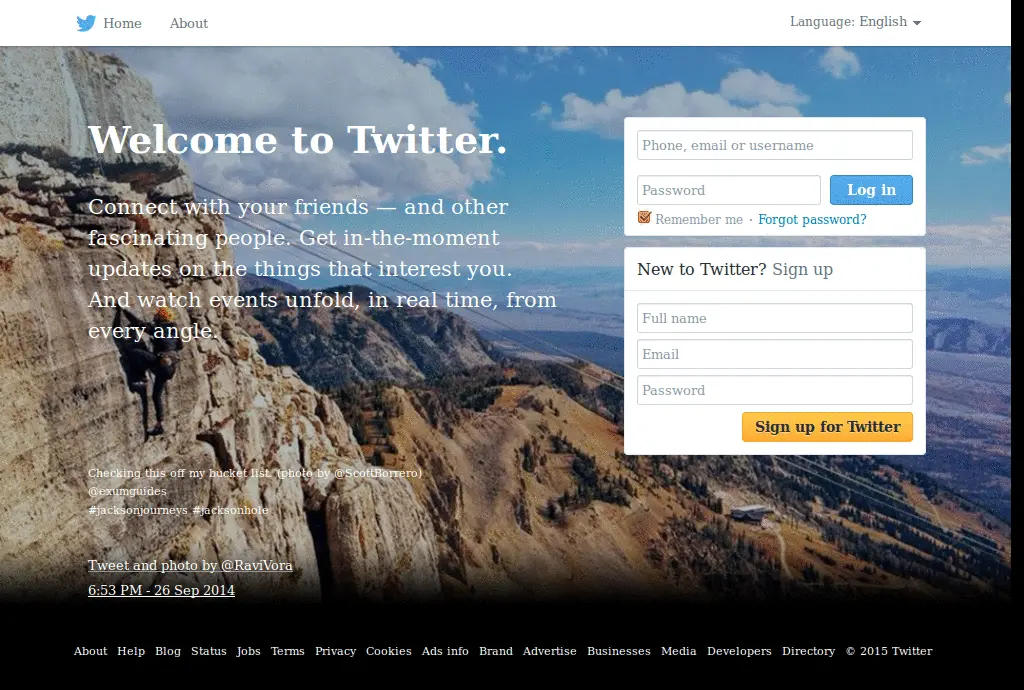 Home About Language: English
Welcome to Twitter.
Connect with your friends — and other
fascinating people. Get in-the-moment
updates on the things that interest you.
And watch events unfold, in real time, from
every angle.
Checking this off my bucket list. (photo by @ScottBorrero)
@exumguides
#jacksonjourneys #jacksonhole
Tweet and photo by @RaviVora
6:53 PM - 26 Sep 2014
Phone, email or username
Password Log in
Remember me · Forgot password?
New to Twitter? Sign up
Full name
Email
Password
Sign up for Twitter
About Help Blog Status Jobs Terms Privacy Cookies Ads info Brand Advertise Businesses Media Developers Directory © 2015 Twitter